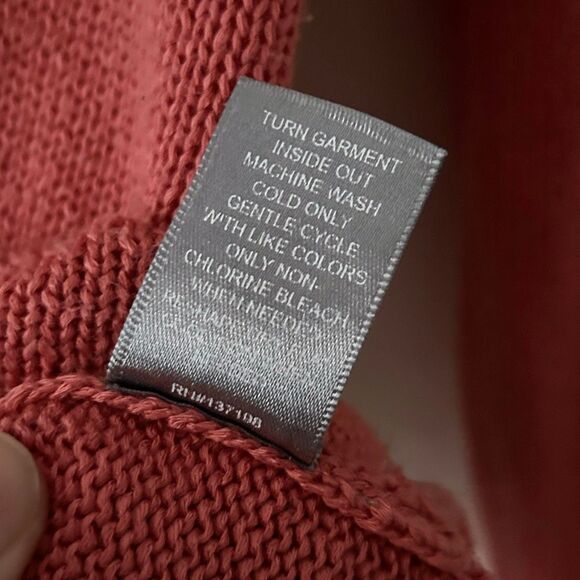 TURN GARMENT
INSIDE OUT
MACHINE WASH
COLD ONLY
GENTLE CYCLE
WITH LIKE COLORS
ONLY NON-
CHLORINE BLEACH
WHEN NEEDED
RN#137198